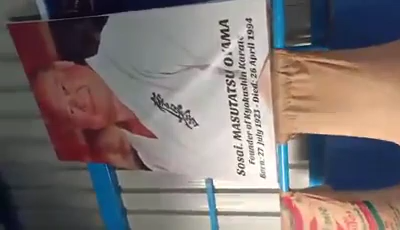 Sosai. MASUTATSU OYAMA
Founder of Kyokushin Karate
Born: 27 July 1923 - Died: 26 April 1994